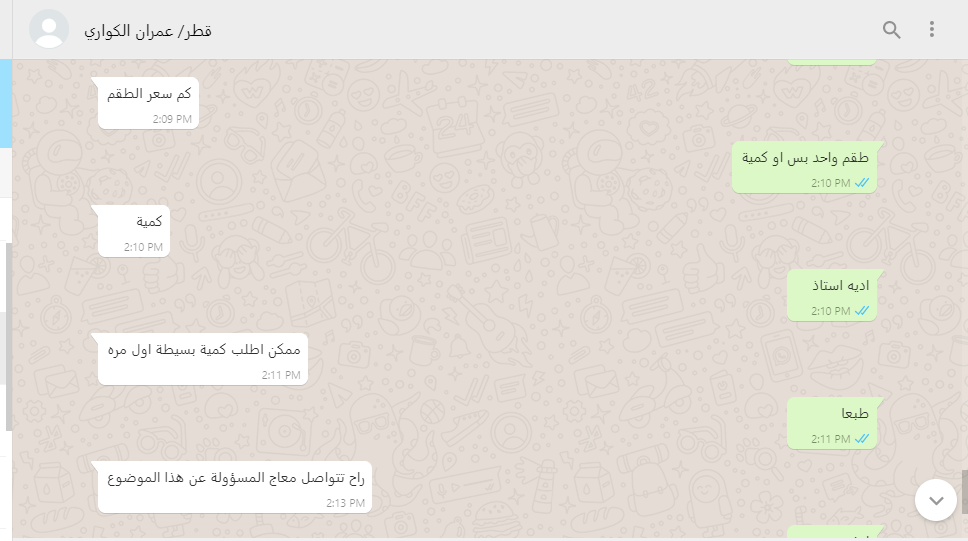 قطر/ عمران الكواري
كم سعر الطقم
2:09 PM
طقم واحد بس او كمية
2:10 PM
كمية
2:10 PM
اديه استاذ
2:10 PM
ممكن اطلب كمية بسيطة اول مره
2:11 PM
طبعا
2:11 PM
راح تتواصل معاج المسؤولة عن هذا الموضوع
2:13 PM